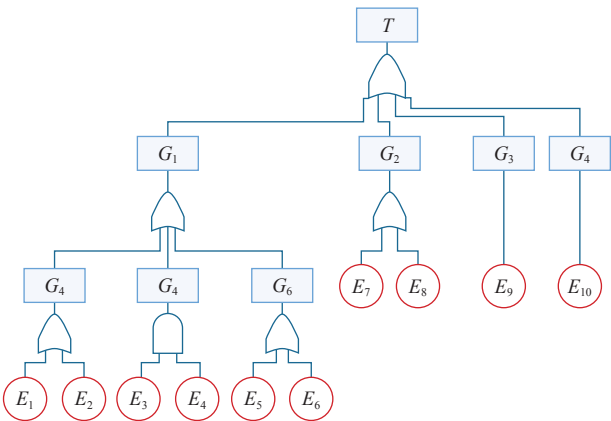 T
G₁ G₂ G₃ G₄
G₄ G₄ G₆ E₇ E₈ E₉ E₁₀
E₁ E₂ E₃ E₄ E₅ E₆